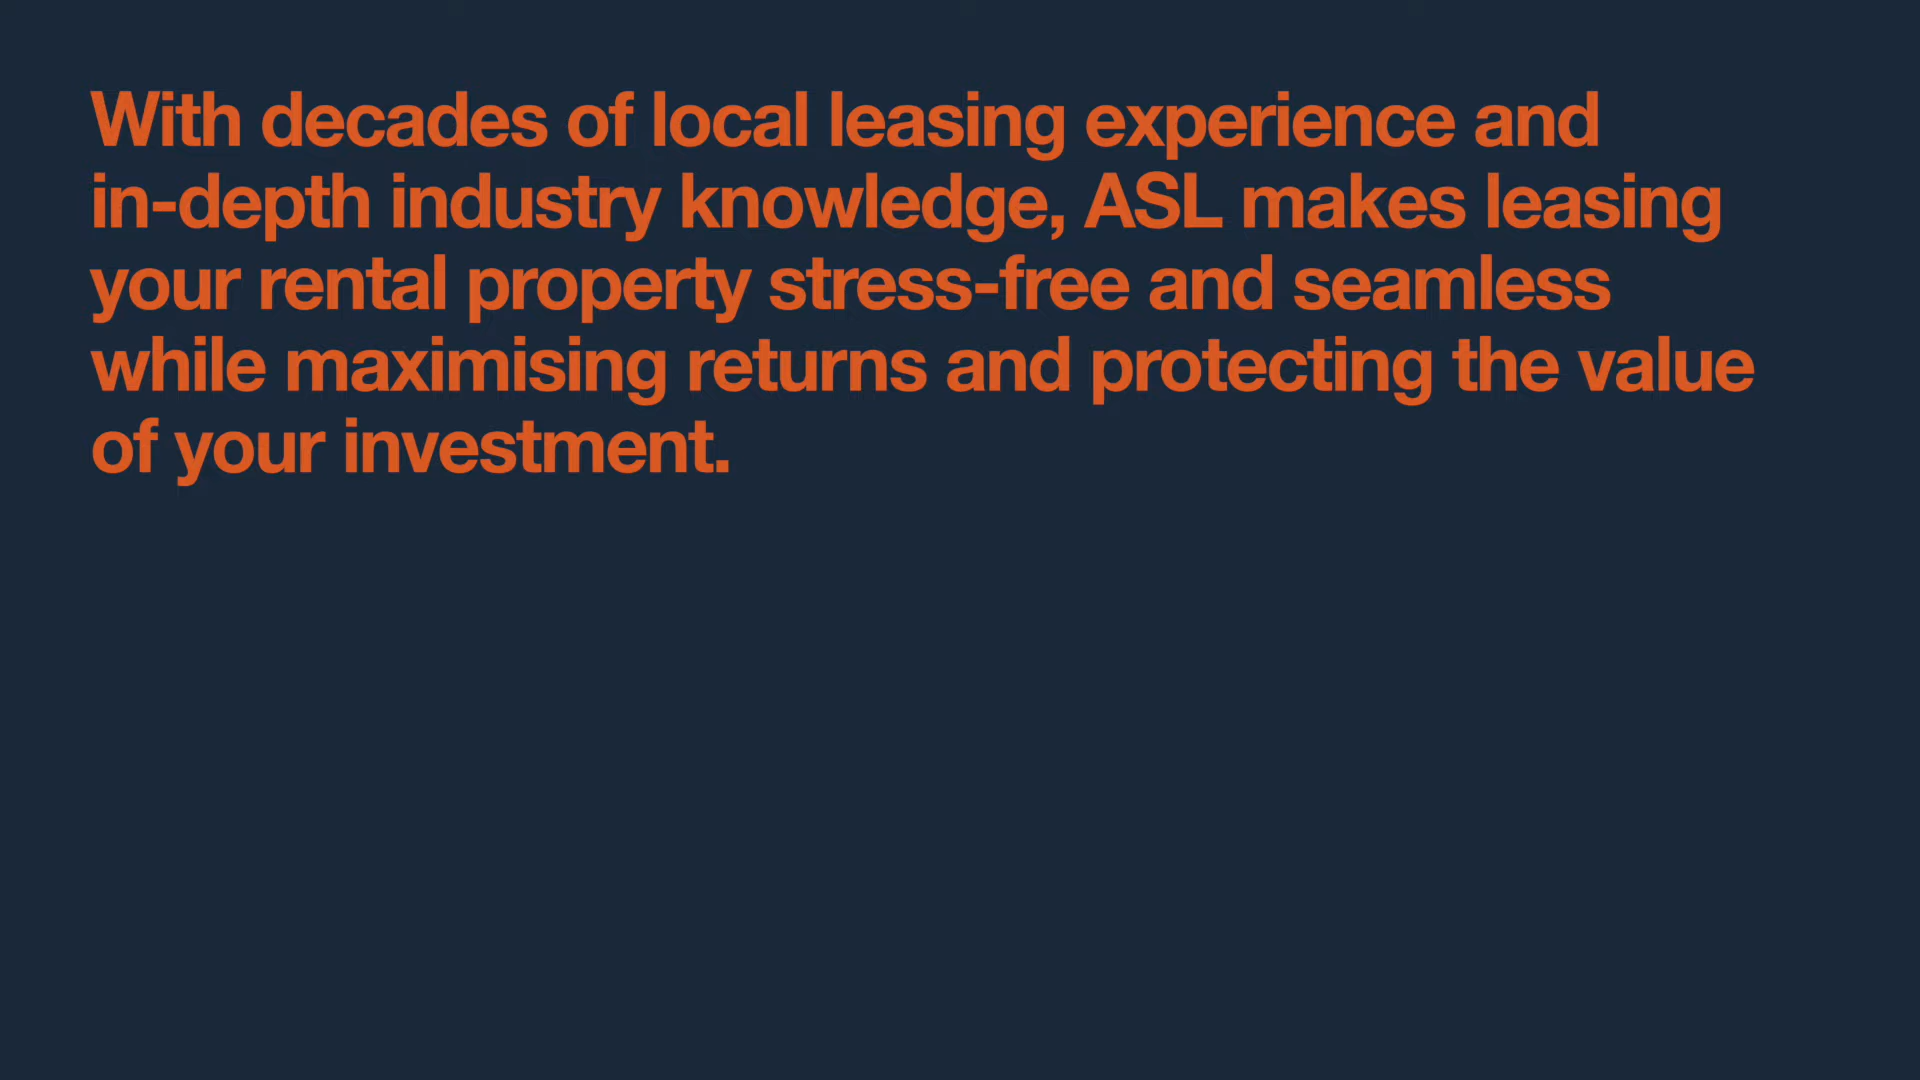 With decades of local leasing experience and
in-depth industry knowledge, ASL makes leasing
your rental property stress-free and seamless
while maximising returns and protecting the value
of your investment.